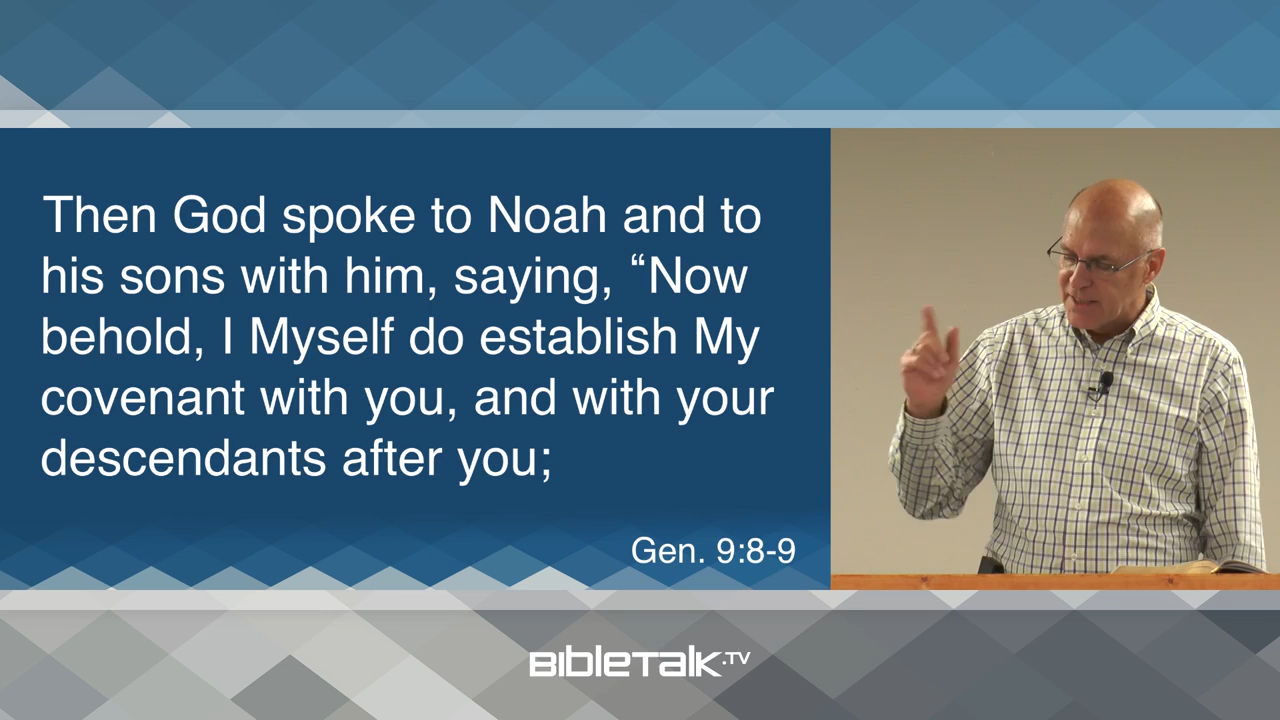 Then God spoke to Noah and to
his sons with him, saying, “Now
behold, I Myself do establish My
covenant with you, and with your
descendants after you;
Gen. 9:8-9
BIBLETALK.TV